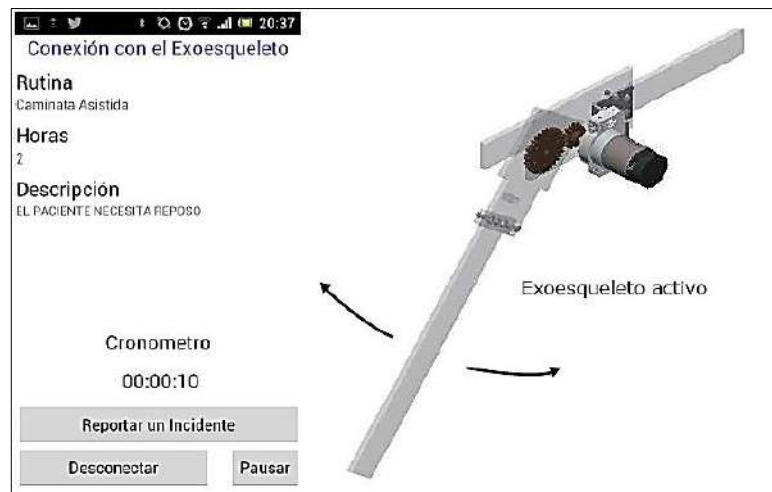 20:37
Conexión con el Exoesqueleto
Rutina
Caminata Asistida
Horas
2
Descripción
EL PACIENTE NECESITA REPOSO
Cronometro
00:00:10
Reportar un Incidente
Desconectar
Pausar
Exoesqueleto activo